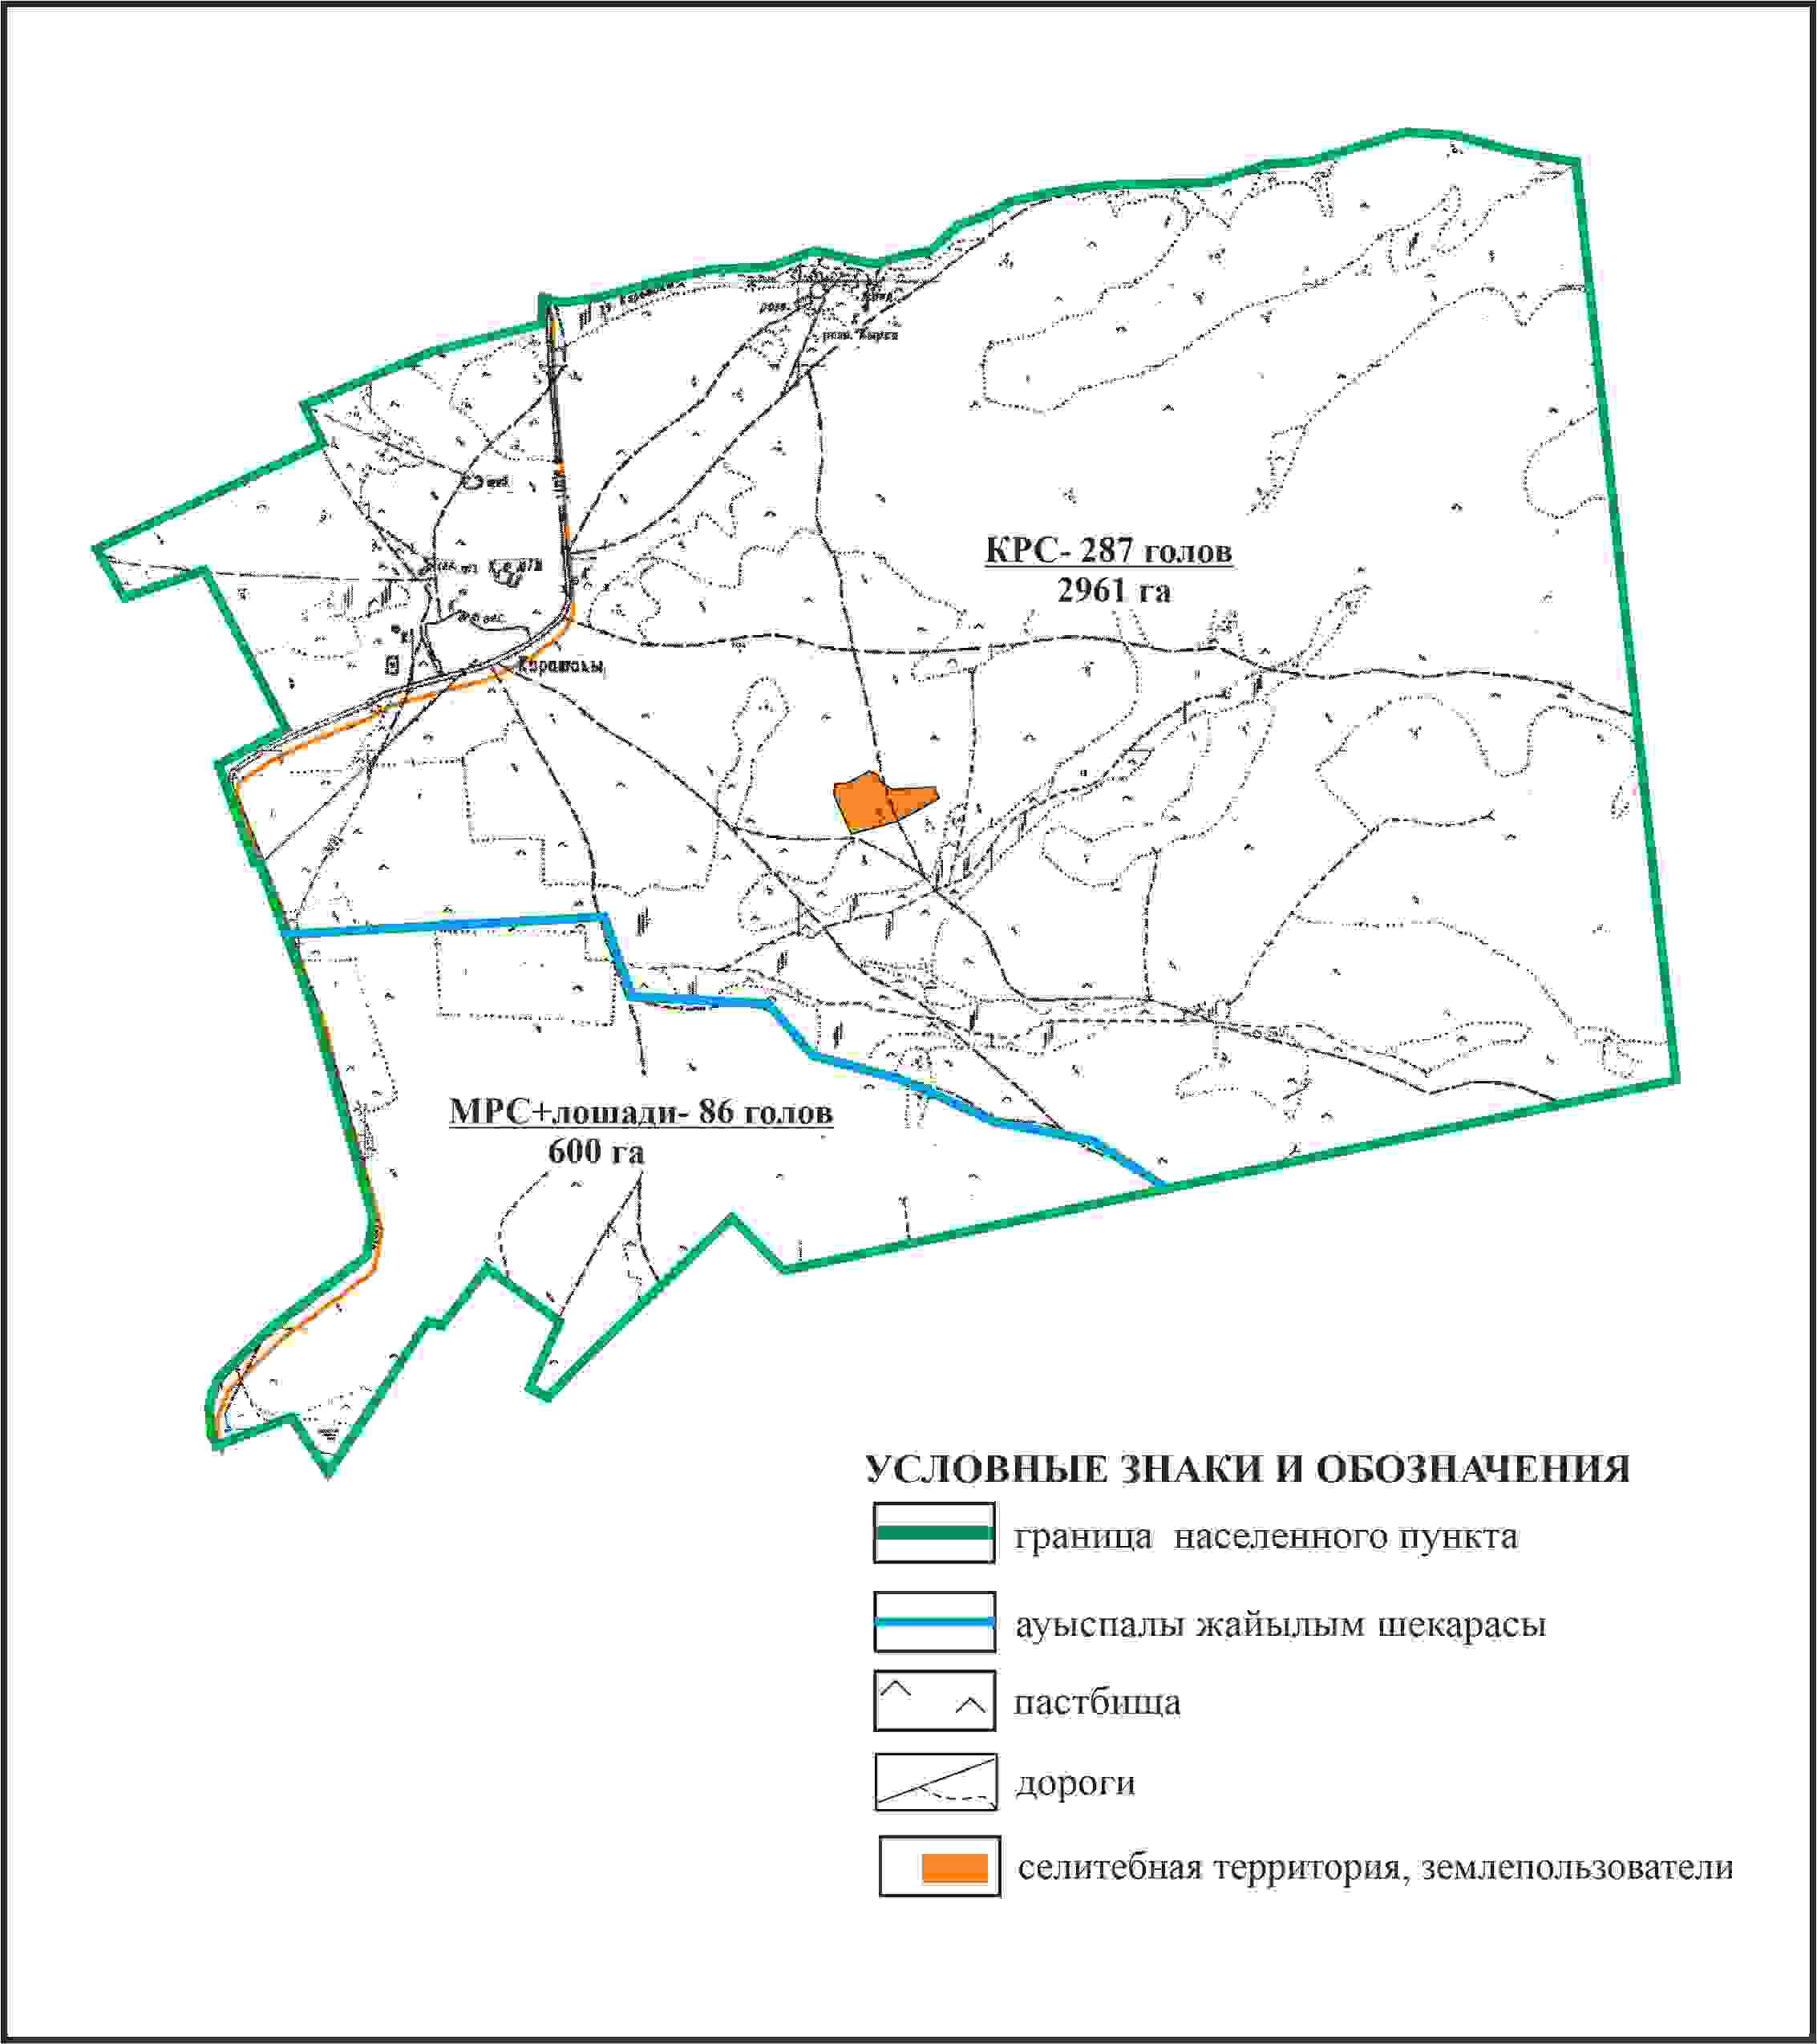 КРС- 287 голов
2961 га
МРС+лошади- 86 голов
600 га
УСЛОВНЫЕ ЗНАКИ И ОБОЗНАЧЕНИЯ
граница населенного пункта
ауыспалы жайылым шекарасы
пастбища
дороги
селитебная территория, землепользователи